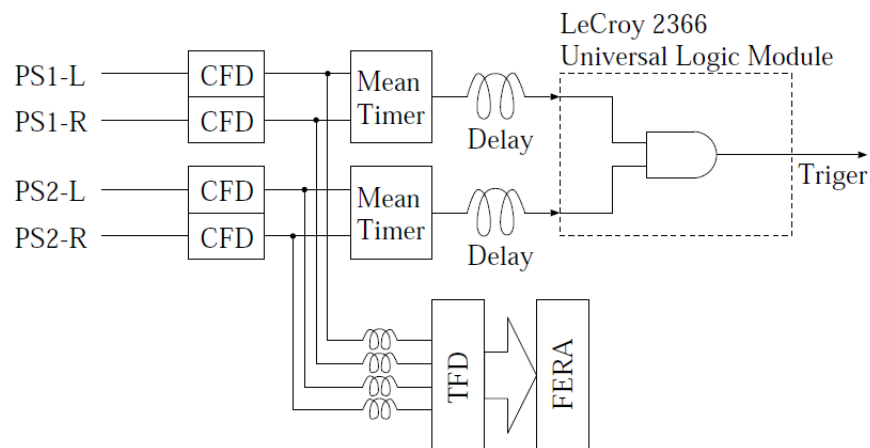 LeCroy 2366
Universal Logic Module
PS1-L
CFD
Mean
Timer
PS1-R
CFD
Delay
PS2-L
CFD
Mean
Timer
PS2-R
CFD
Delay
Triger
TFD
FERA